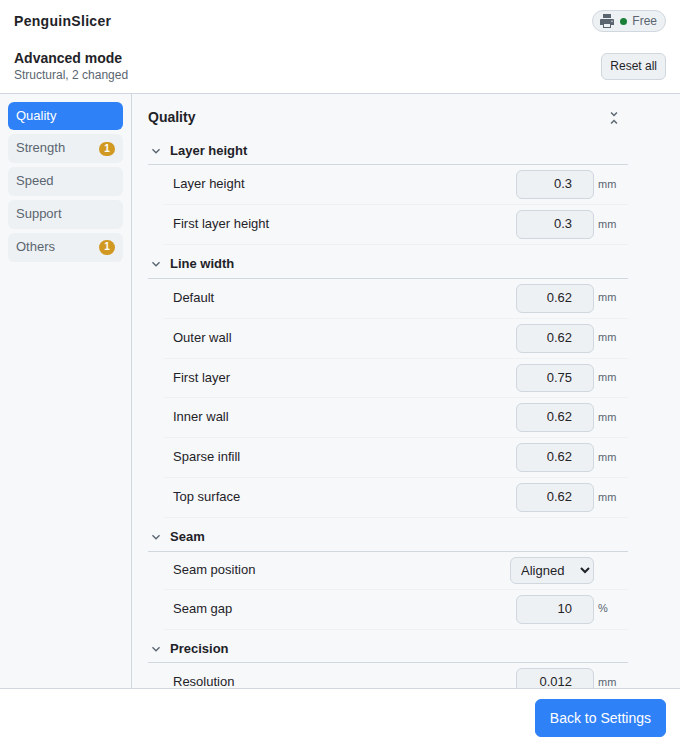 PenguinSlicer
Free
Advanced mode
Structural, 2 changed
Reset all
Quality
Strength 1
Speed
Support
Others 1
Quality
Layer height
Layer height 0.3 mm
First layer height 0.3 mm
Line width
Default 0.62 mm
Outer wall 0.62 mm
First layer 0.75 mm
Inner wall 0.62 mm
Sparse infill 0.62 mm
Top surface 0.62 mm
Seam
Seam position Aligned
Seam gap 10 %
Precision
Resolution 0.012 mm
Back to Settings